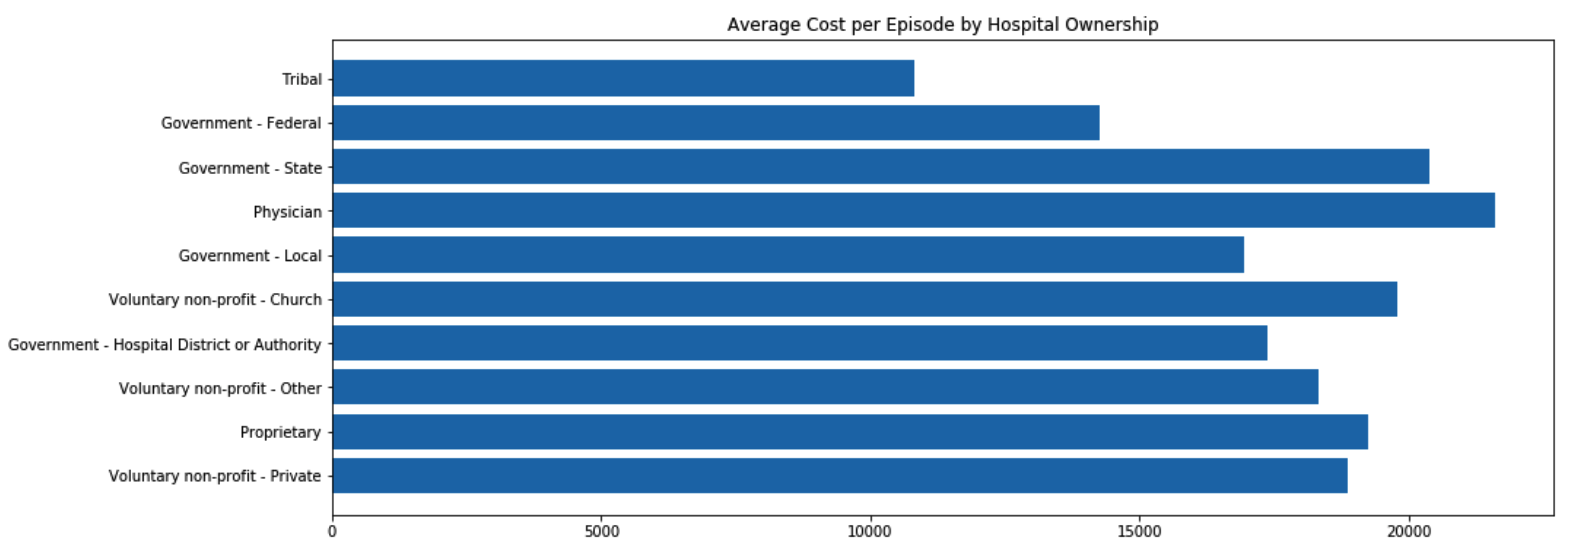 Average Cost per Episode by Hospital Ownership
Tribal
Government - Federal
Government - State
Physician
Government - Local
Voluntary non-profit - Church
Government - Hospital District or Authority
Voluntary non-profit - Other
Proprietary
Voluntary non-profit - Private
0 5000 10000 15000 20000